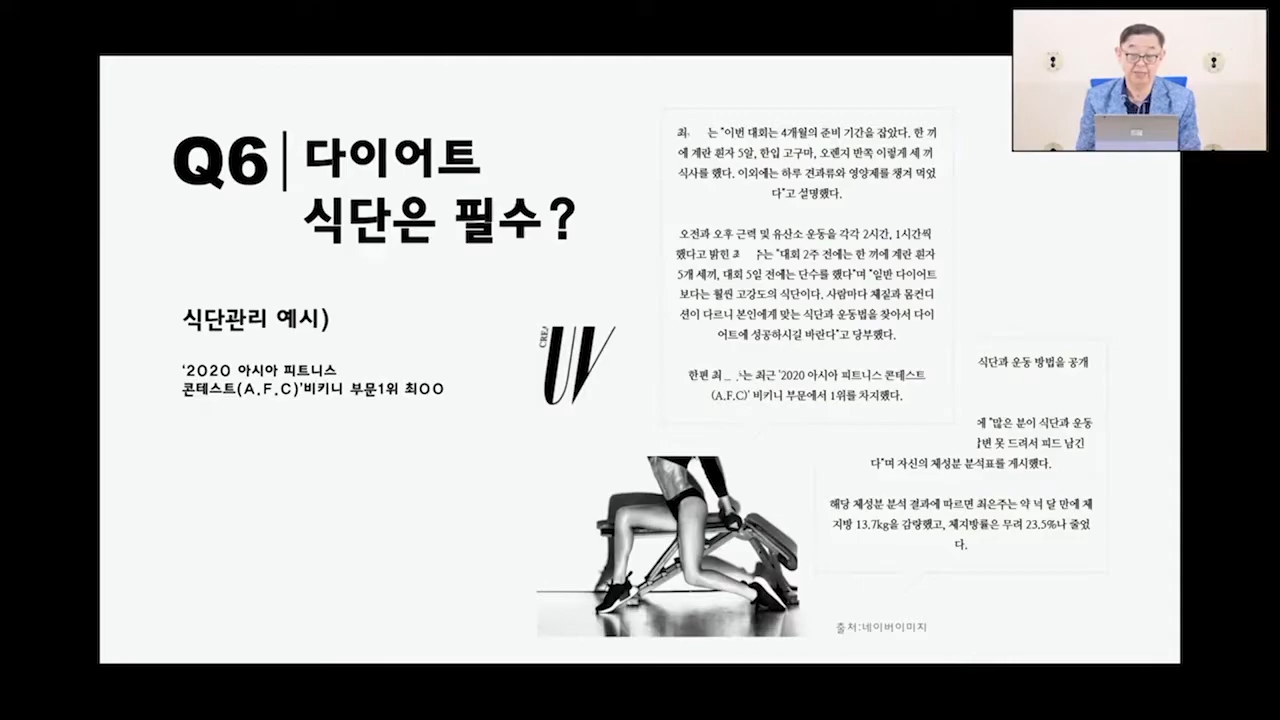 Q6 다이어트
식단은 필수?
식단관리 예시)
'2020 아시아 피트니스
콘테스트(A.F.C)'비키니 부문1위 최OO
CREA
UV
최 는 "이번 대회는 4개월의 준비 기간을 잡았다. 한 끼
에 계란 흰자 5알, 한입 고구마, 오렌지 반쪽 이렇게 세 끼
식사를 했다. 이외에는 하루 견과류와 영양제를 챙겨 먹었
다"고 설명했다.
오전과 오후 근력 및 유산소 운동을 각각 2시간, 1시간씩
했다고 밝힌 는 "대회 2주 전에는 한 끼에 계란 흰자
5개 세끼, 대회 5일 전에는 단수를 했다"며 "일반 다이어트
보다는 훨씬 고강도의 식단이다. 사람마다 체질과 몸컨디
션이 다르니 본인에게 맞는 식단과 운동법을 찾아서 다이
어트에 성공하시길 바란다"고 당부했다.
한편 최 는 최근 '2020 아시아 피트니스 콘테스트
(A.F.C)' 비키니 부문에서 1위를 차지했다.
식단과 운동 방법을 공개
에 "많은 분이 식단과 운동
답변 못 드려서 피드 남긴
다"며 자신의 체성분 분석표를 게시했다.
해당 체성분 분석 결과에 따르면 최은주는 약 넉 달 만에 체
지방 13.7kg을 감량했고, 체지방률은 무려 23.5%나 줄었
다.
출처:네이버이미지